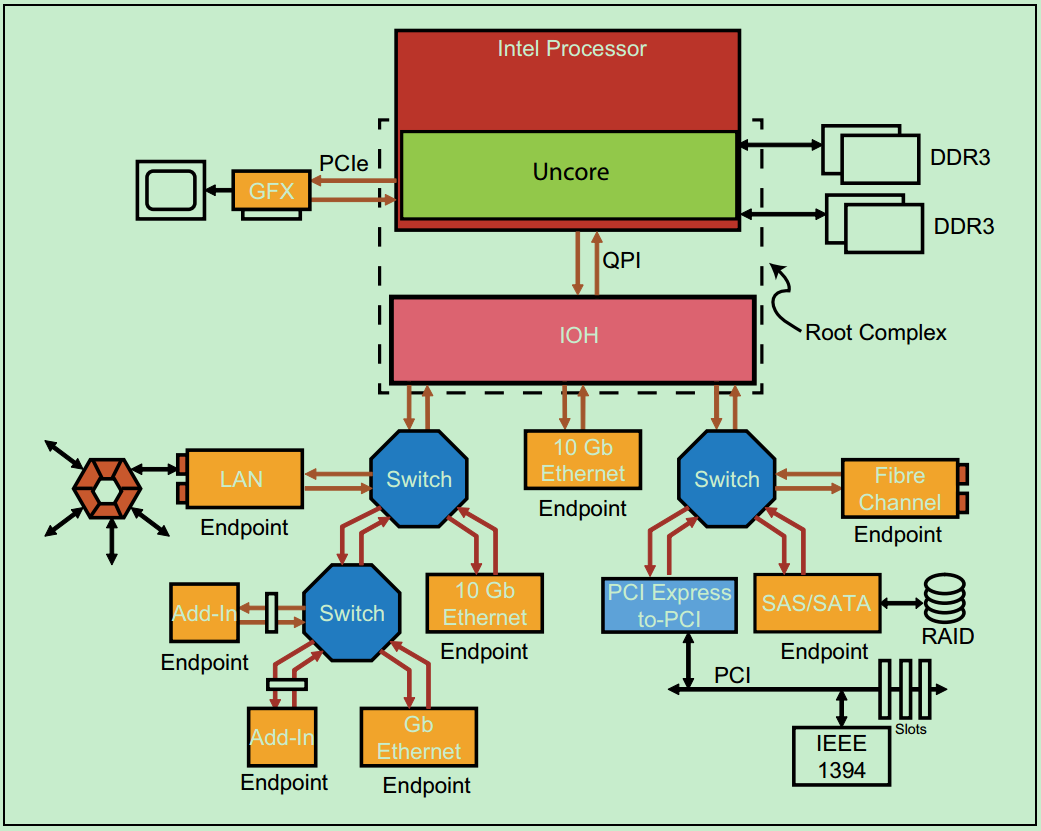 Intel Processor
PCIe
Uncore
GFX
DDR3
DDR3
QPI
IOH
Root Complex
LAN
Endpoint
Switch
10 Gb
Ethernet
Endpoint
Switch
Fibre
Channel
Endpoint
Add-In
Endpoint
Switch
10 Gb
Ethernet
Endpoint
PCI Express
to-PCI
SAS/SATA
Endpoint
RAID
PCI
Slots
Add-In
Endpoint
Gb
Ethernet
Endpoint
IEEE
1394